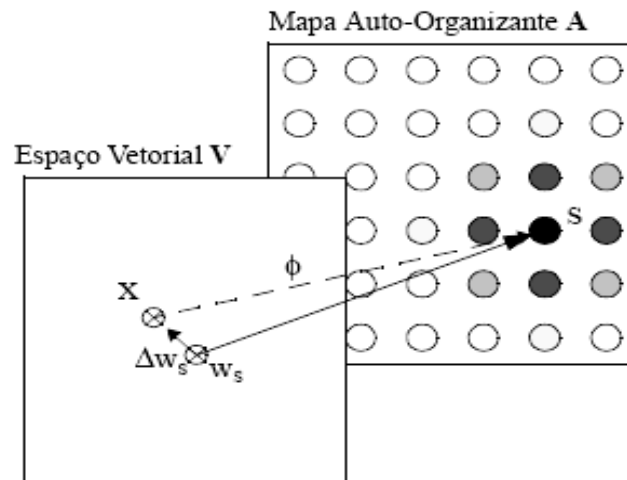 Mapa Auto-Organizante A
Espaço Vetorial V
S
ϕ
X
Δwₛ
wₛ